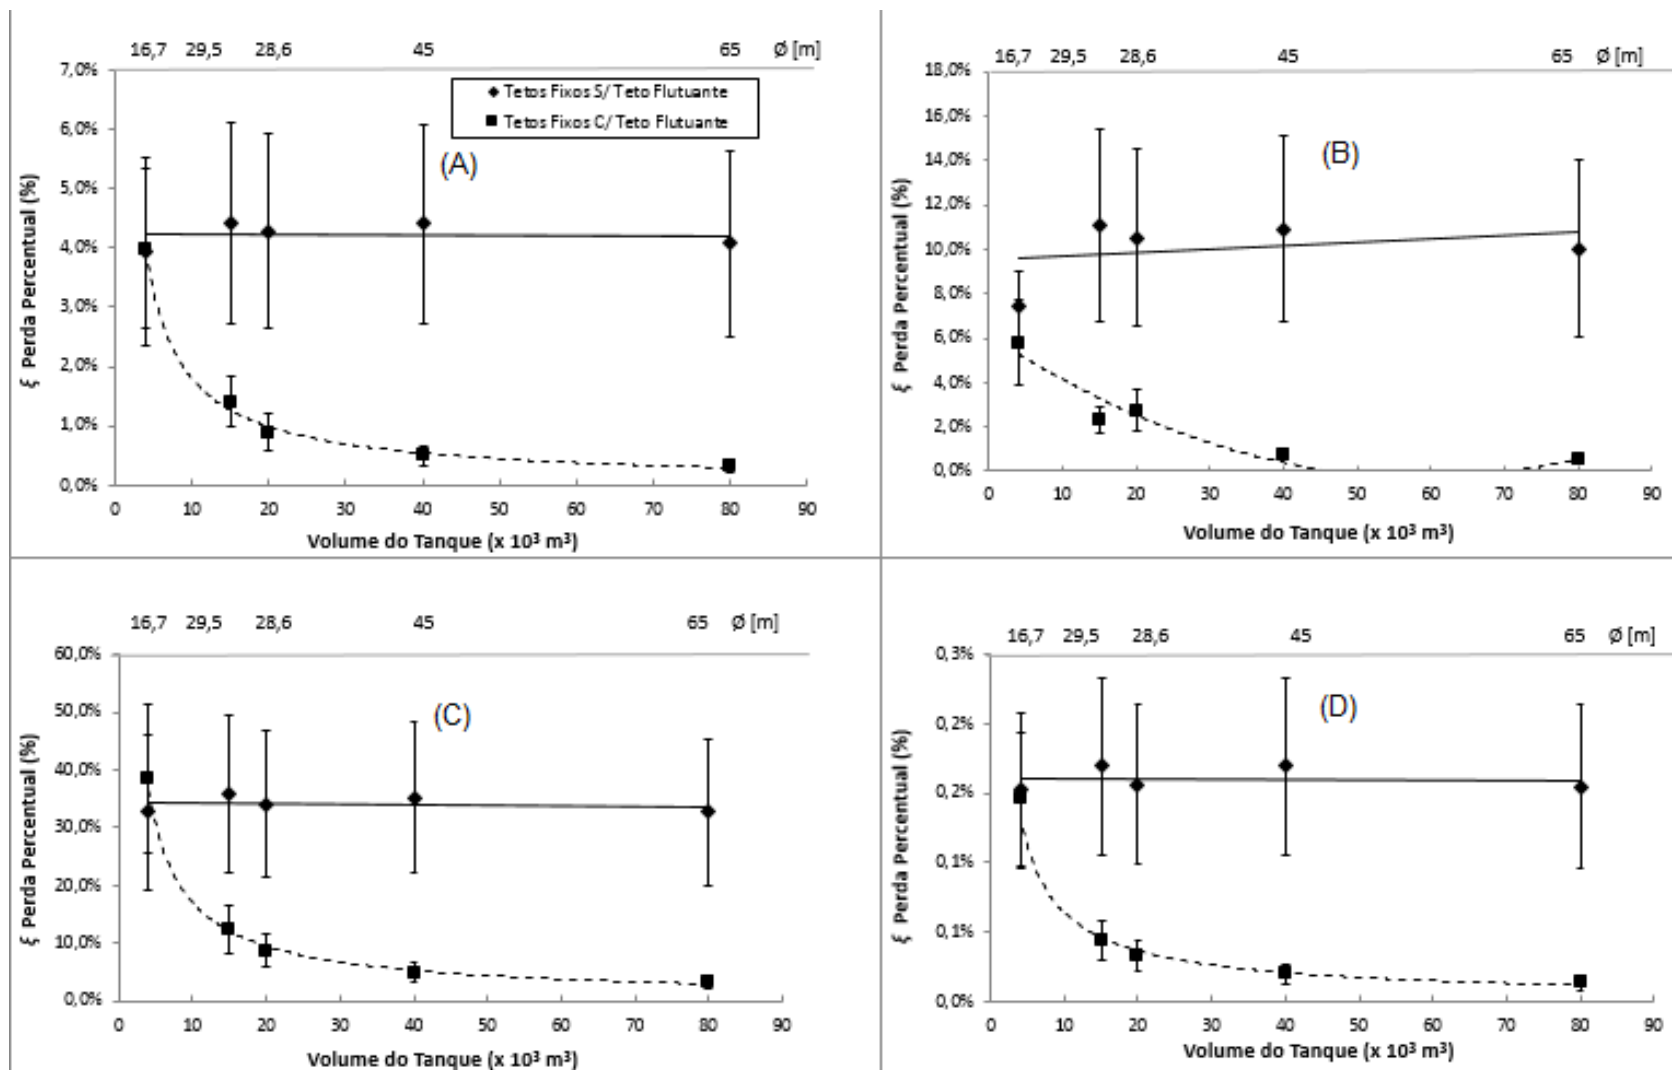 16,7 29,5 28,6 45 65 Ø [m]
7,0%
6,0%
5,0%
4,0%
3,0%
2,0%
1,0%
0,0%
ξ Perda Percentual (%)
Tetos Fixos S/ Teto Flutuante
Tetos Fixos C/ Teto Flutuante
(A)
0 10 20 30 40 50 60 70 80 90
Volume do Tanque (x 10³ m³)
16,7 29,5 28,6 45 65 Ø [m]
18,0%
16,0%
14,0%
12,0%
10,0%
8,0%
6,0%
4,0%
2,0%
0,0%
ξ Perda Percentual (%)
(B)
0 10 20 30 40 50 60 70 80 90
Volume do Tanque (x 10³ m³)
16,7 29,5 28,6 45 65 Ø [m]
60,0%
50,0%
40,0%
30,0%
20,0%
10,0%
0,0%
ξ Perda Percentual (%)
(C)
0 10 20 30 40 50 60 70 80 90
Volume do Tanque (x 10³ m³)
16,7 29,5 28,6 45 65 Ø [m]
0,3%
0,2%
0,2%
0,1%
0,1%
0,0%
ξ Perda Percentual (%)
(D)
0 10 20 30 40 50 60 70 80 90
Volume do Tanque (x 10³ m³)